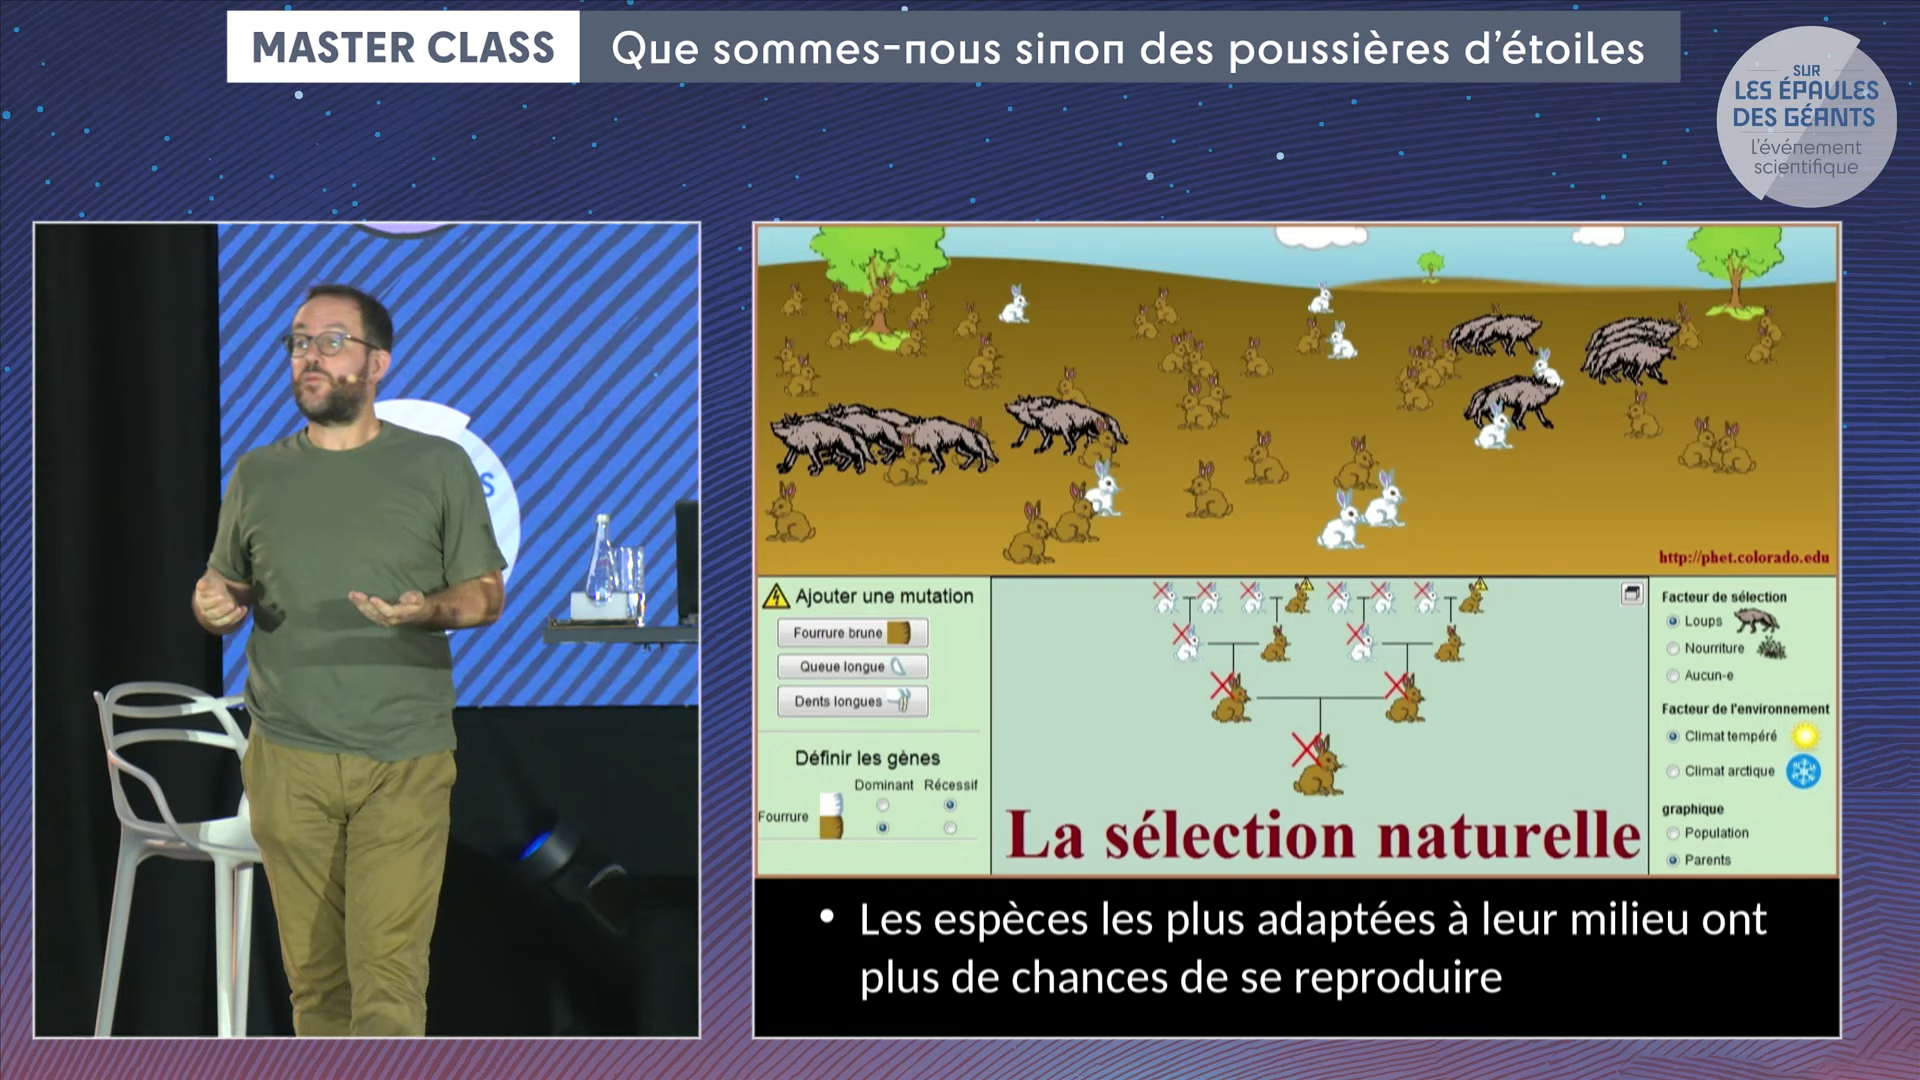 MASTER CLASS
Que sommes-nous sinon des poussières d'étoiles
SUR
LES ÉPAULES
DES GÉANTS
L'événement
scientifique
S
http://phet.colorado.edu
Ajouter une mutation
Fourrure brune
Queue longue
Dents longues
Définir les gènes
Dominant Récessif
Fourrure
La sélection naturelle
Facteur de sélection
Loups
Nourriture
Aucun-e
Facteur de l'environnement
Climat tempéré
Climat arctique
graphique
Population
Parents
• Les espèces les plus adaptées à leur milieu ont
plus de chances de se reproduire